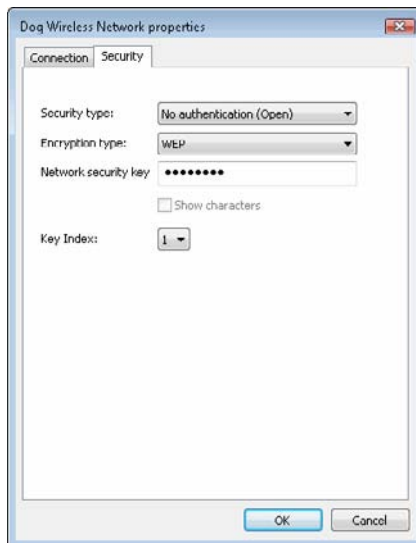 Dog Wireless Network properties
Connection Security
Security type: No authentication (Open)
Encryption type: WEP
Network security key ••••••••
Show characters
Key Index: 1
OK Cancel